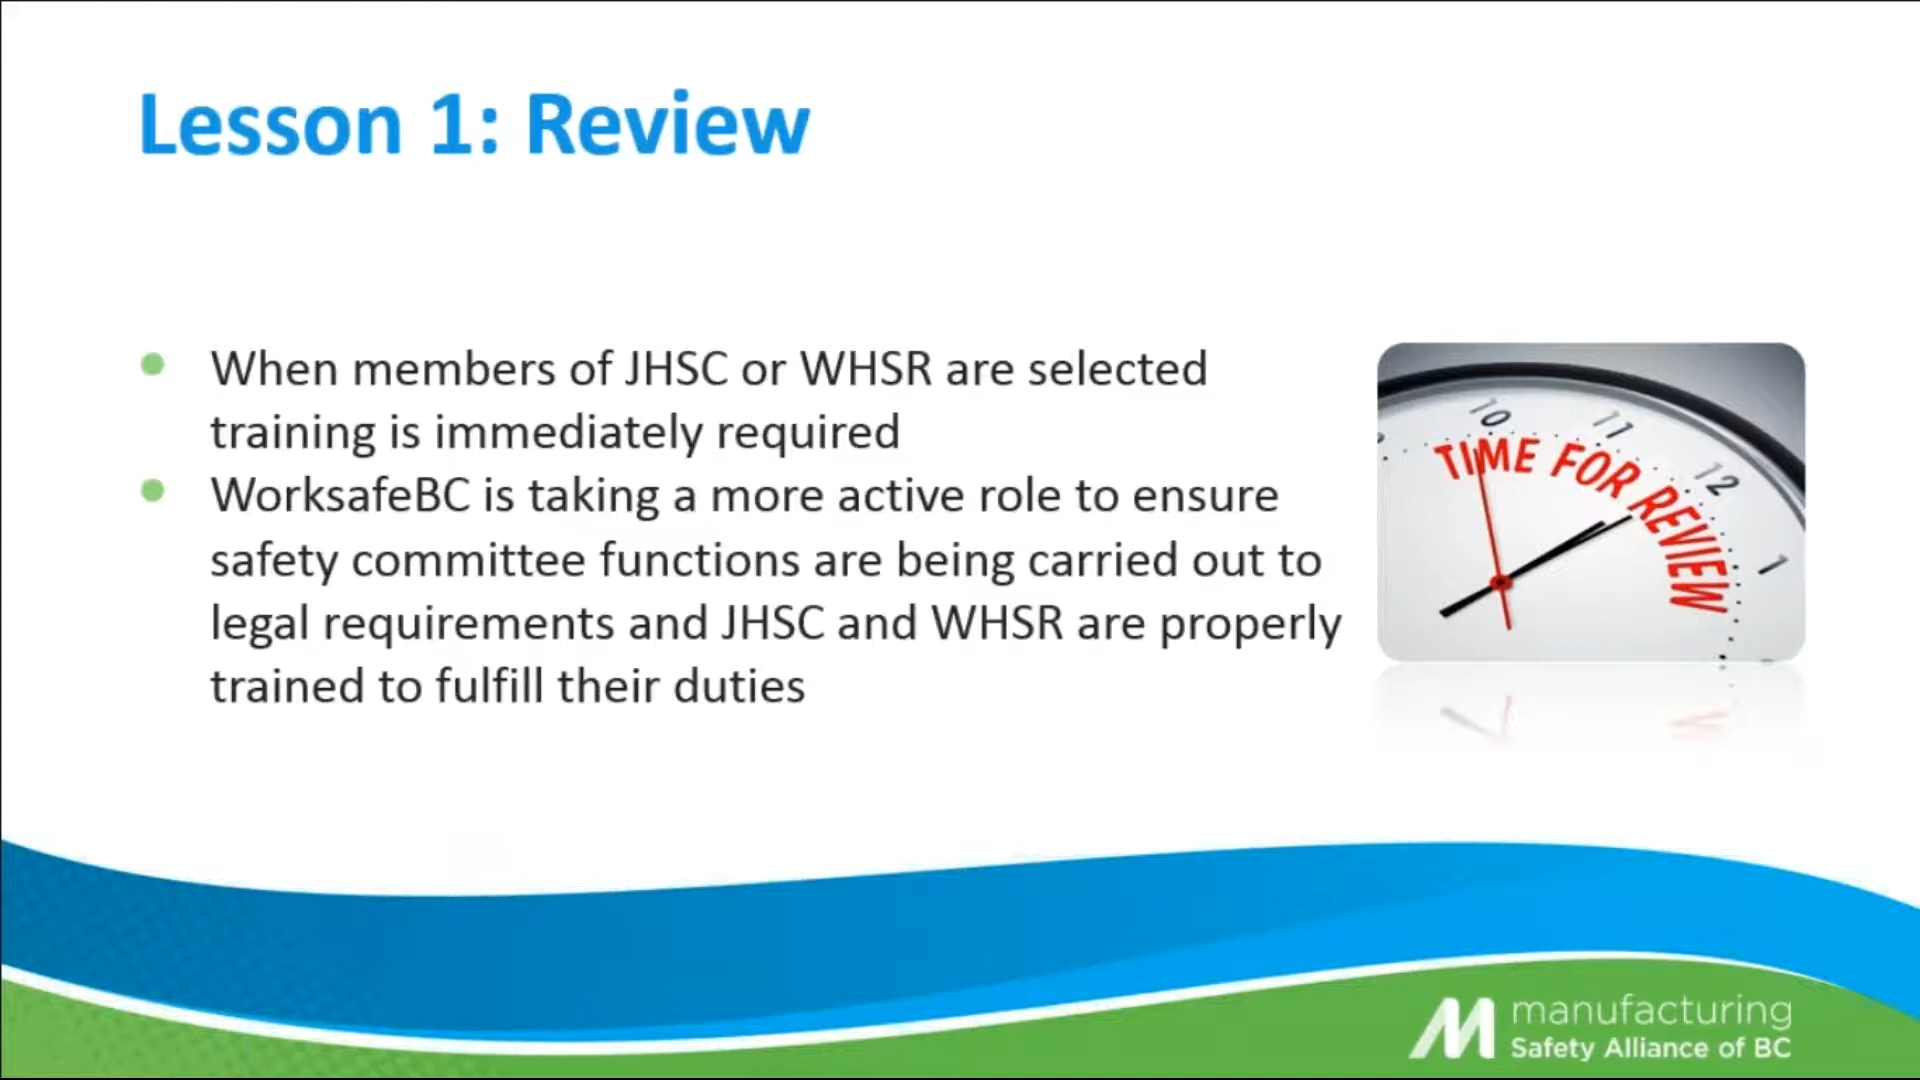 Lesson 1: Review
When members of JHSC or WHSR are selected
training is immediately required
WorksafeBC is taking a more active role to ensure
safety committee functions are being carried out to
legal requirements and JHSC and WHSR are properly
trained to fulfill their duties
10
11
12
1
TIME FOR REVIEW
manufacturing
Safety Alliance of BC